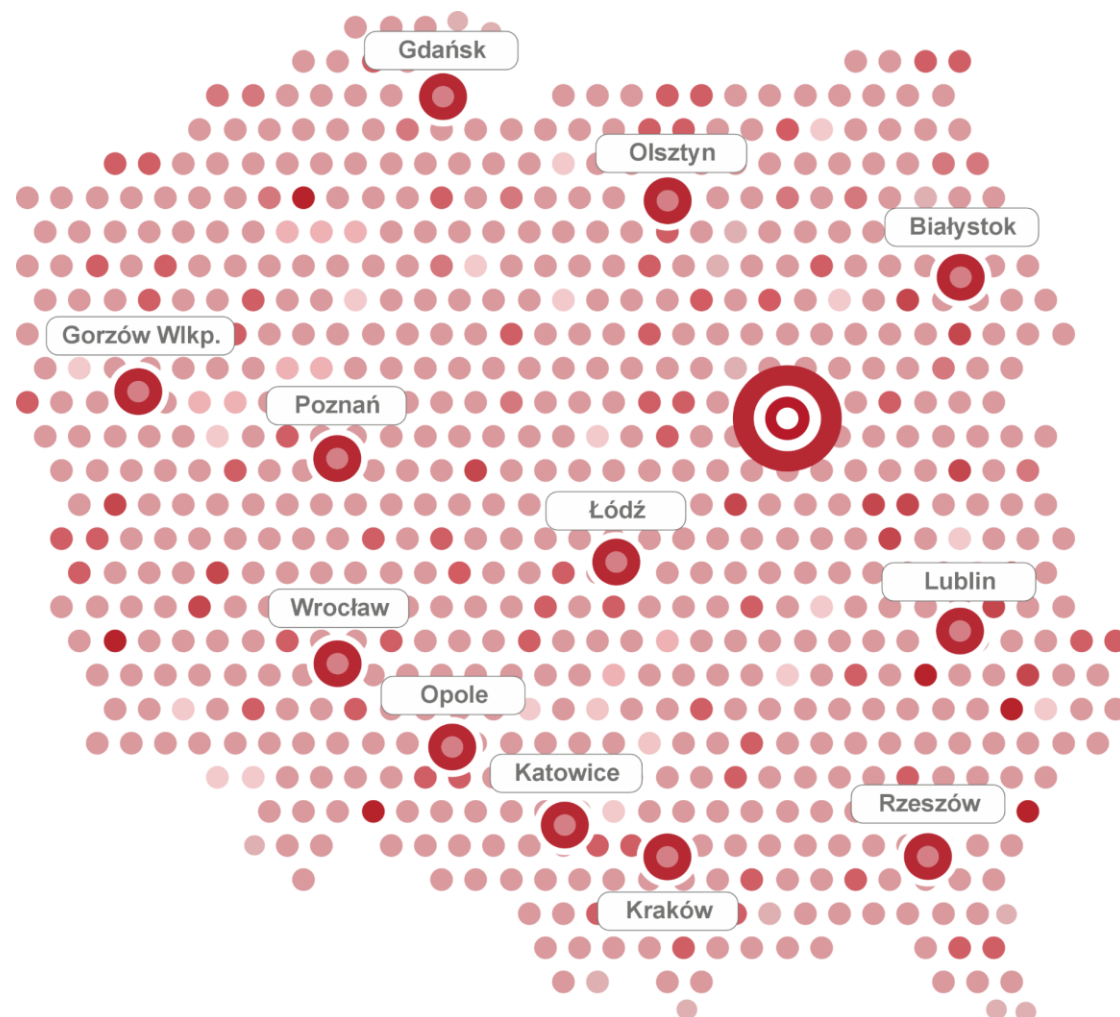 Gdańsk
Olsztyn
Białystok
Gorzów Wlkp.
Poznań
Łódź
Lublin
Wrocław
Opole
Katowice
Rzeszów
Kraków